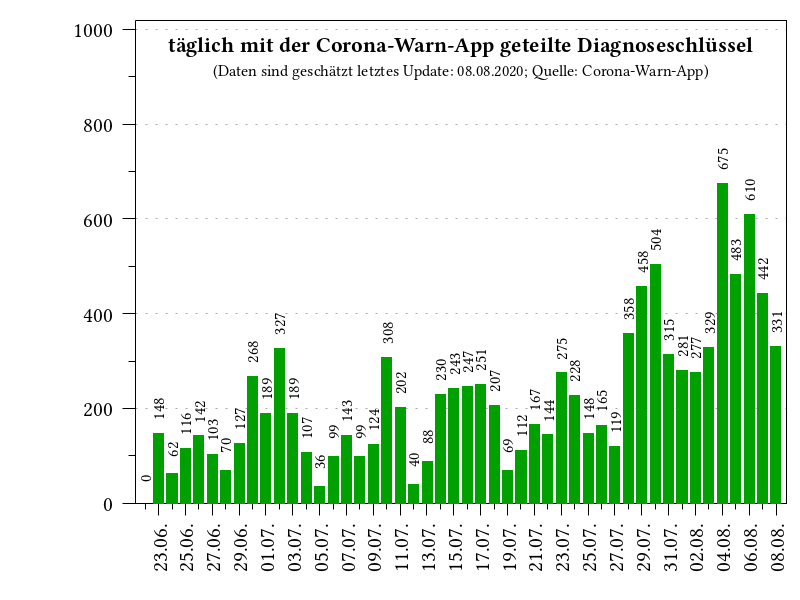 täglich mit der Corona-Warn-App geteilte Diagnoseschlüssel
(Daten sind geschätzt letztes Update: 08.08.2020; Quelle: Corona-Warn-App)
1000
800
600
400
200
0
0 148 62 116 142 103 70 127 268 189 327 189 107 36 99 143 99 124 308 202 40 88 230 243 247 251 207 69 112 167 144 275 228 148 165 119 358 458 504 315 281 277 329 675 483 610 442 331
23.06. 25.06. 27.06. 29.06. 01.07. 03.07. 05.07. 07.07. 09.07. 11.07. 13.07. 15.07. 17.07. 19.07. 21.07. 23.07. 25.07. 27.07. 29.07. 31.07. 02.08. 04.08. 06.08. 08.08.